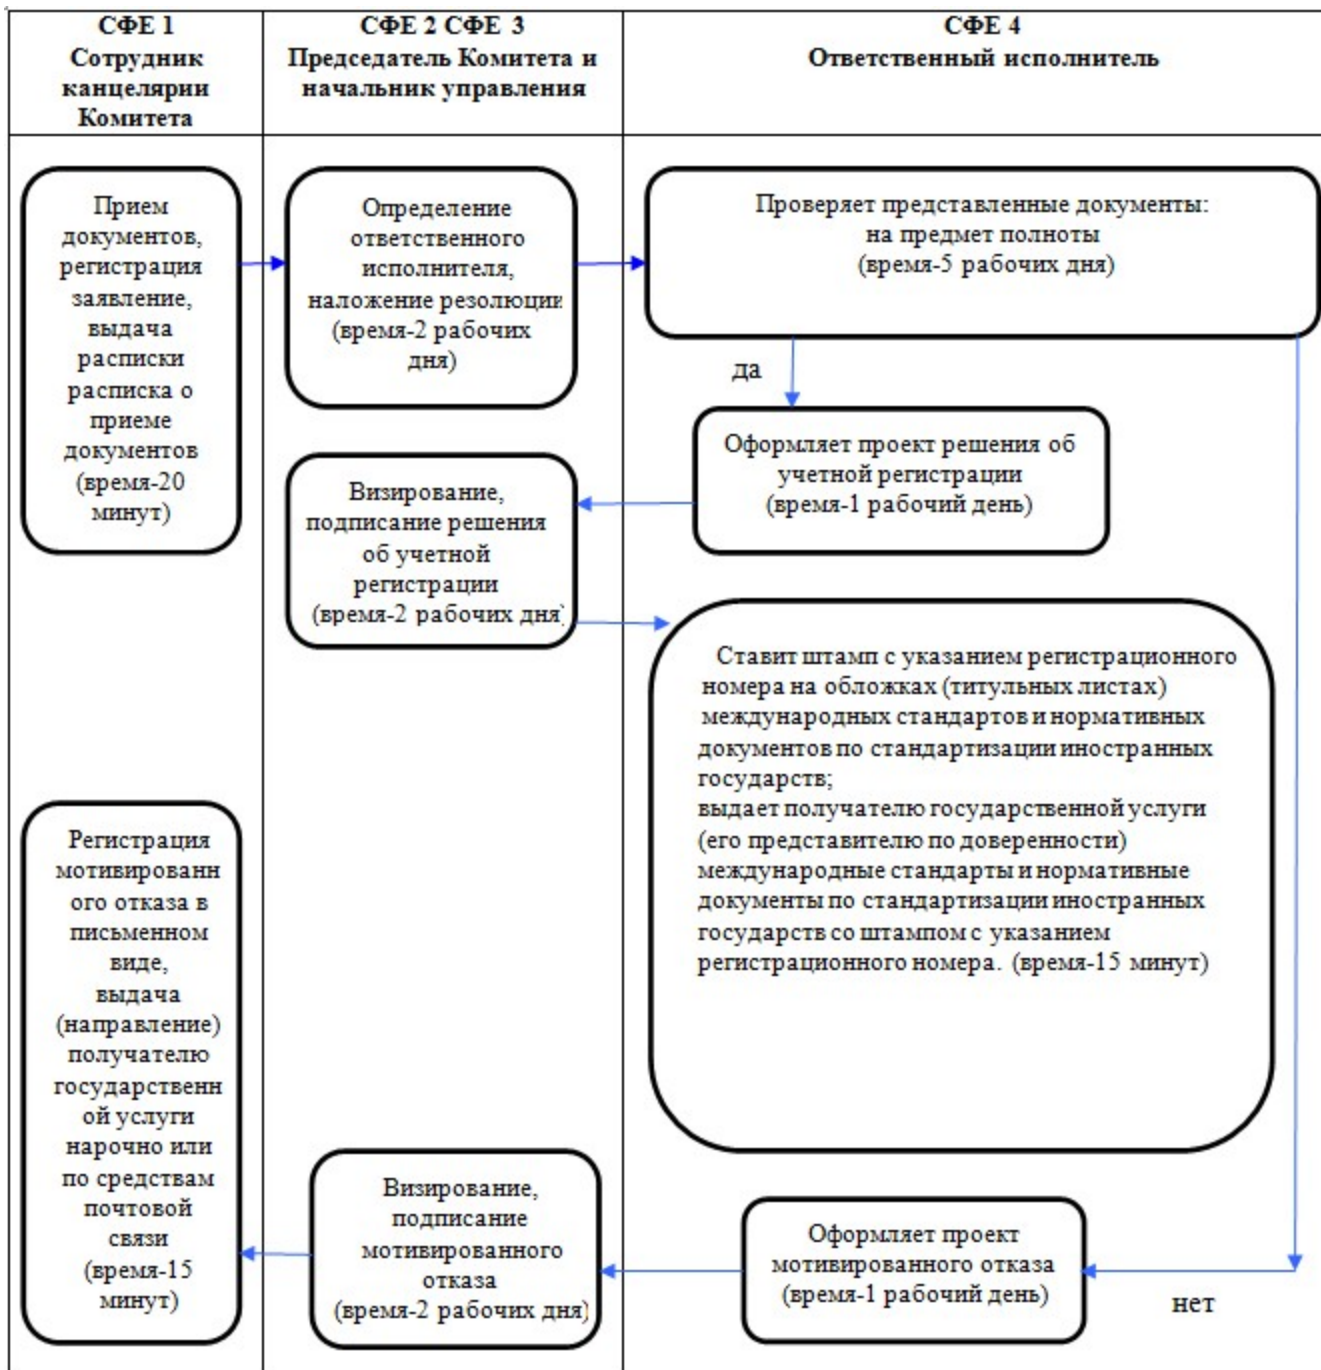 СФЕ 1
Сотрудник
канцелярии
Комитета
СФЕ 2 СФЕ 3
Председатель Комитета и
начальник управления
СФЕ 4
Ответственный исполнитель
Прием
документов,
регистрация
заявление,
выдача
расписки
расписка о
приеме
документов
(время-20
минут)
Определение
ответственного
исполнителя,
наложение резолюции
(время-2 рабочих
дня)
Проверяет представленные документы:
на предмет полноты
(время-5 рабочих дня)
да
Оформляет проект решения об
учетной регистрации
(время-1 рабочий день)
Визирование,
подписание решения
об учетной
регистрации
(время-2 рабочих дня)
Ставит штамп с указанием регистрационного
номера на обложках (титульных листах)
международных стандартов и нормативных
документов по стандартизации иностранных
государств;
выдает получателю государственной услуги
(его представителю по доверенности)
международные стандарты и нормативные
документы по стандартизации иностранных
государств со штампом с указанием
регистрационного номера. (время-15 минут)
Регистрация
мотивированн
ого отказа в
письменном
виде,
выдача
(направление)
получателю
государственн
ой услуги
нарочно или
по средствам
почтовой
связи
(время-15
минут)
Визирование,
подписание
мотивированного
отказа
(время-2 рабочих дня)
Оформляет проект
мотивированного отказа
(время-1 рабочий день)
нет